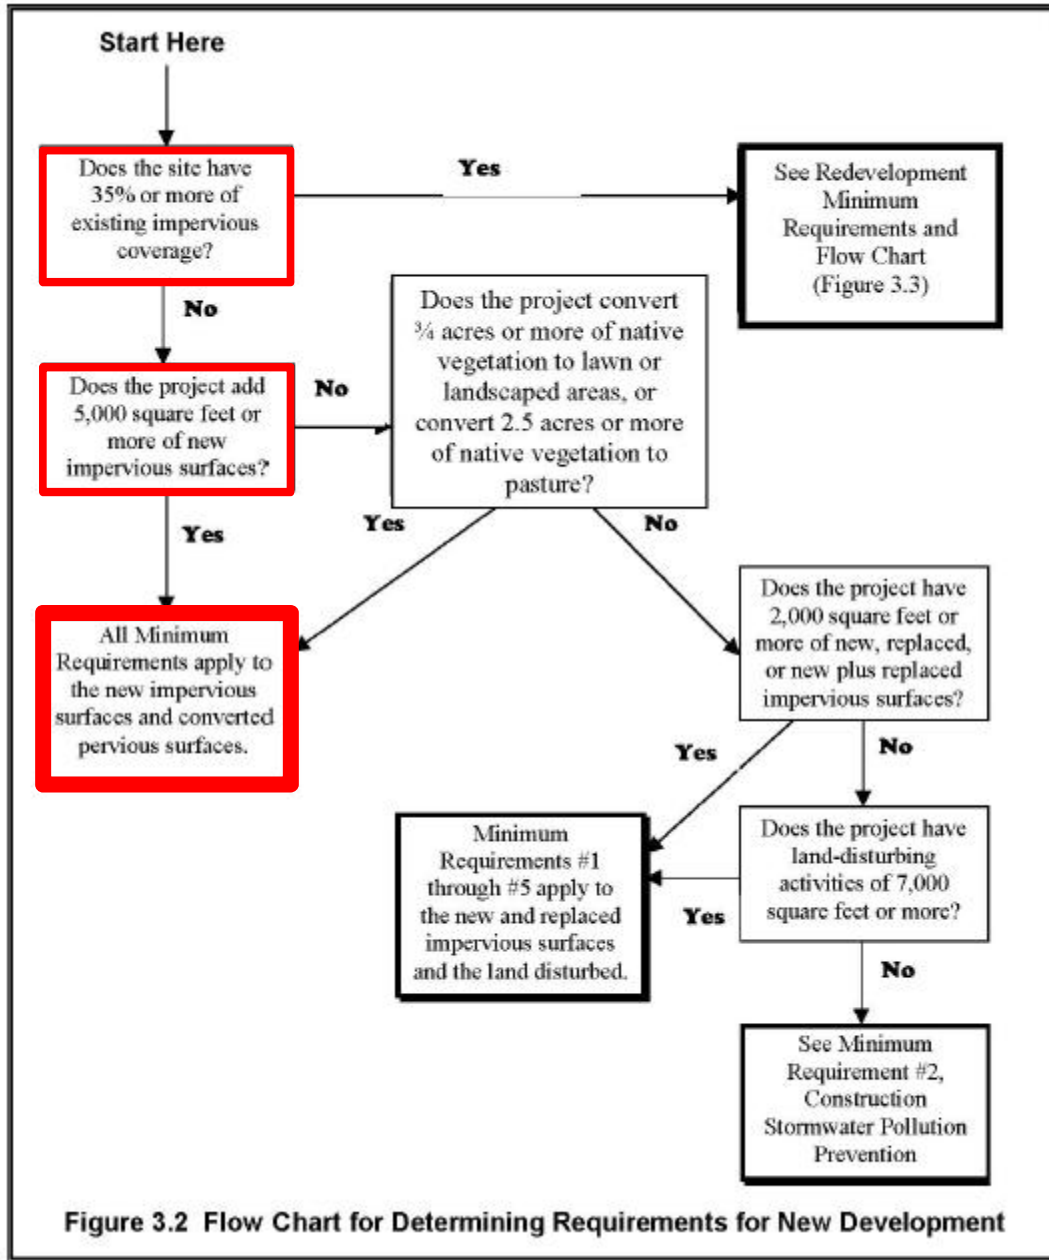 Start Here
Does the site have
35% or more of
existing impervious
coverage?
Yes
See Redevelopment
Minimum
Requirements and
Flow Chart
(Figure 3.3)
No
Does the project convert
¾ acres or more of native
vegetation to lawn or
landscaped areas, or
convert 2.5 acres or more
of native vegetation to
pasture?
Does the project add
5,000 square feet or
more of new
impervious surfaces?
No
Yes
Yes
No
All Minimum
Requirements apply to
the new impervious
surfaces and converted
pervious surfaces.
Does the project have
2,000 square feet or
more of new, replaced,
or new plus replaced
impervious surfaces?
Yes
No
Minimum
Requirements #1
through #5 apply to
the new and replaced
impervious surfaces
and the land disturbed.
Does the project have
land-disturbing
activities of 7,000
square feet or more?
Yes
No
See Minimum
Requirement #2,
Construction
Stormwater Pollution
Prevention
Figure 3.2 Flow Chart for Determining Requirements for New Development